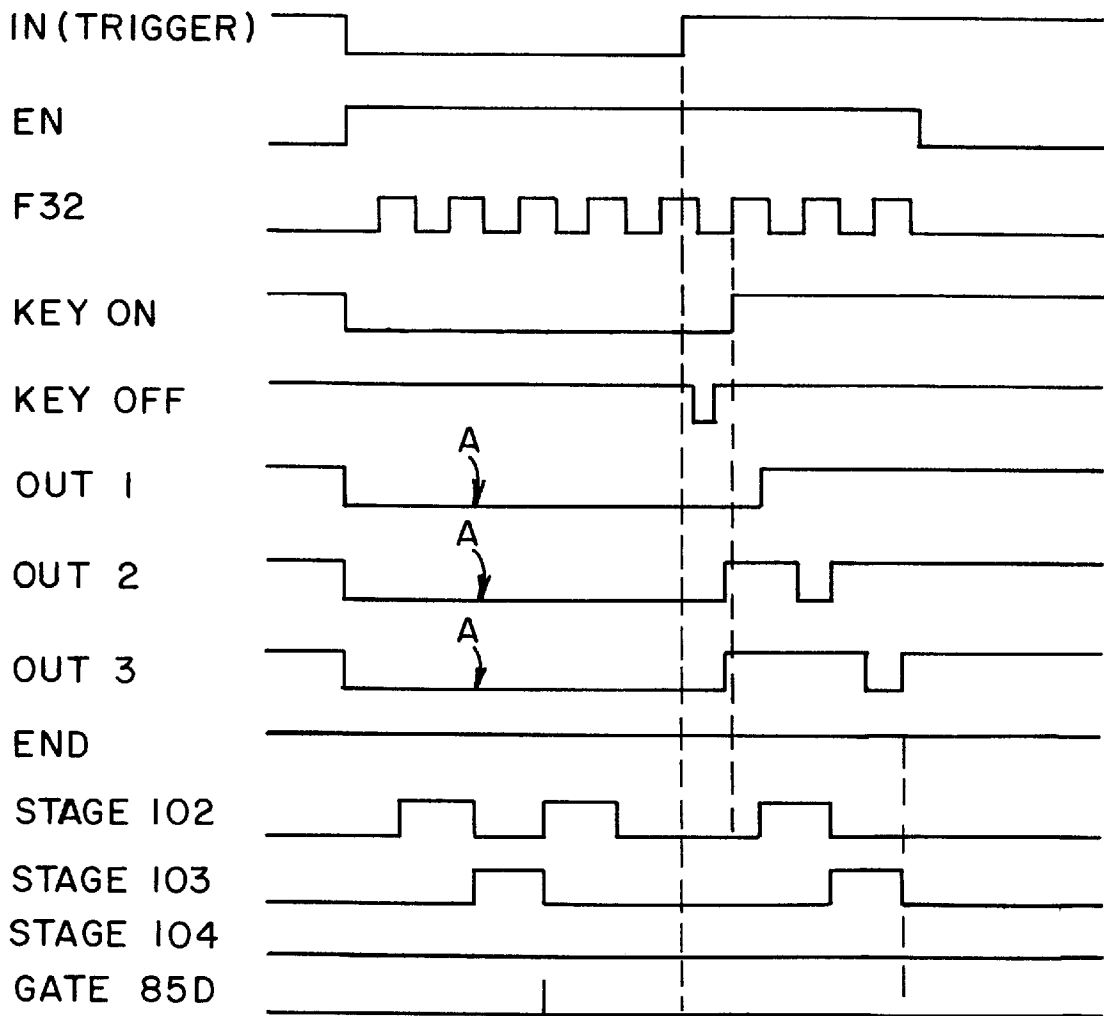 IN (TRIGGER)
EN
F32
KEY ON
KEY OFF
A
OUT 1
A
OUT 2
A
OUT 3
END
STAGE 102
STAGE 103
STAGE 104
GATE 85D